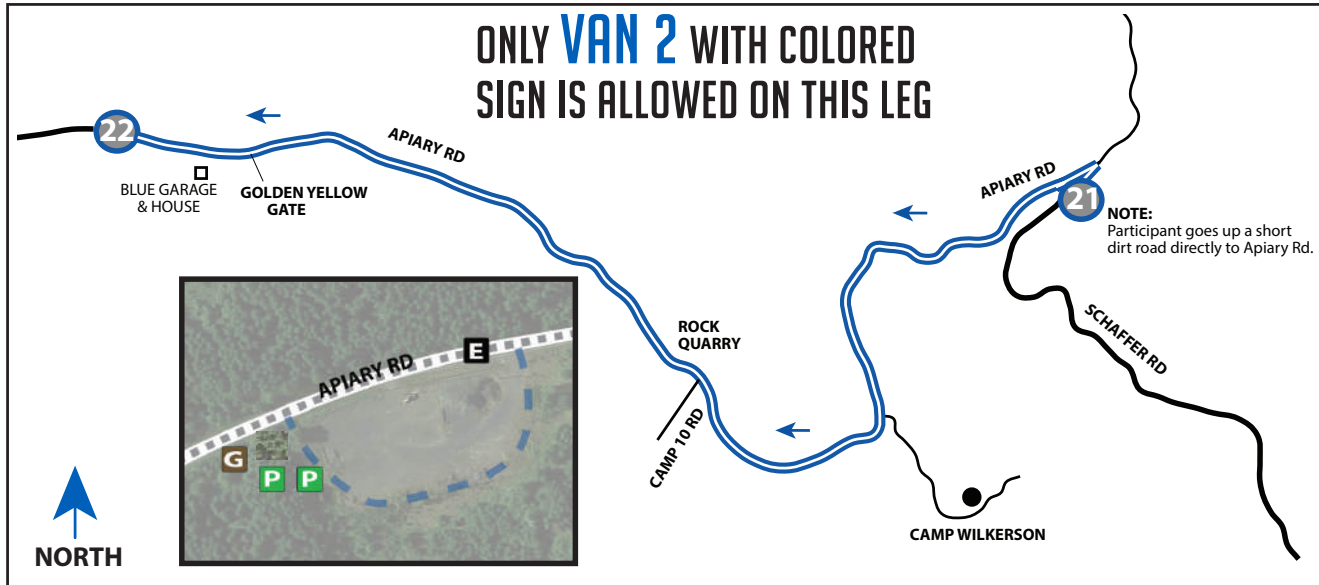 ONLY VAN 2 WITH COLORED
SIGN IS ALLOWED ON THIS LEG
22
BLUE GARAGE
& HOUSE
GOLDEN YELLOW
GATE
APIARY RD
APIARY RD
21
NOTE:
Participant goes up a short
dirt road directly to Apiary Rd.
SCHAFFER RD
ROCK
QUARRY
CAMP 10 RD
CAMP WILKERSON
APIARY RD
E
G
P
P
NORTH